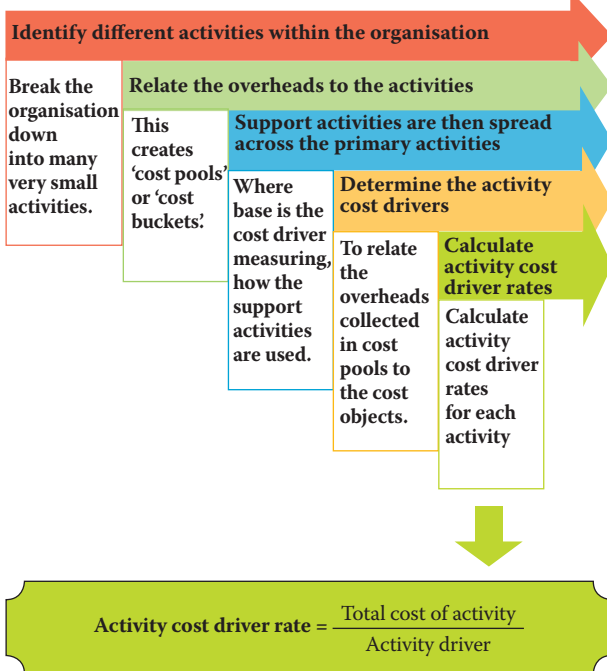 Identify different activities within the organisation
Break the
organisation
down
into many
very small
activities.
Relate the overheads to the activities
This
creates
‘cost pools’
or ‘cost
buckets’.
Support activities are then spread
across the primary activities
Where
base is the
cost driver
measuring,
how the
support
activities
are used.
Determine the activity
cost drivers
To relate
the
overheads
collected
in cost
pools to
the cost
objects.
Calculate
activity cost
driver rates
Calculate
activity
cost driver
rates
for each
activity
Activity cost driver rate = Total cost of activity
Activity driver